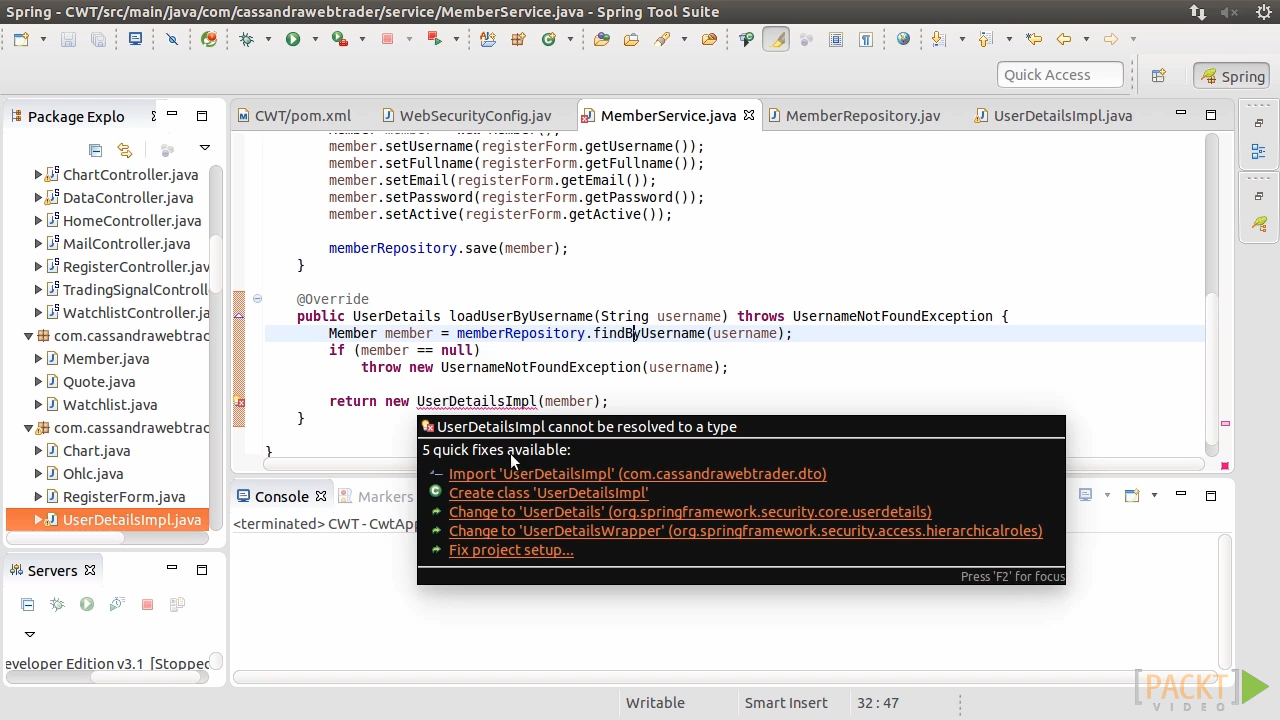 Spring - CWT/src/main/java/com/cassandrawebtrader/service/MemberService.java - Spring Tool Suite
Quick Access
Spring
Package Explo
CWT/pom.xml
WebSecurityConfig.jav
MemberService.java
MemberRepository.jav
UserDetailsImpl.java
ChartController.java
DataController.java
HomeController.java
MailController.java
RegisterController.jav
TradingSignalControll
WatchlistController.jav
com.cassandrawebtrac
Member.java
Quote.java
Watchlist.java
com.cassandrawebtrac
Chart.java
Ohlc.java
RegisterForm.java
UserDetailsImpl.java
Member member = new Member();
member.setUsername(registerForm.getUsername());
member.setFullname(registerForm.getFullname());
member.setEmail(registerForm.getEmail());
member.setPassword(registerForm.getPassword());
member.setActive(registerForm.getActive());
memberRepository.save(member);
}
@Override
public UserDetails loadUserByUsername(String username) throws UsernameNotFoundException {
Member member = memberRepository.findByUsername(username);
if (member == null)
throw new UsernameNotFoundException(username);
return new UserDetailsImpl(member);
}
}
UserDetailsImpl cannot be resolved to a type
5 quick fixes available:
Import 'UserDetailsImpl' (com.cassandrawebtrader.dto)
Create class 'UserDetailsImpl'
Change to 'UserDetails' (org.springframework.security.core.userdetails)
Change to 'UserDetailsWrapper' (org.springframework.security.access.hierarchicalroles)
Fix project setup...
Press 'F2' for focus
Console
Markers
<terminated> CWT - CwtApp
Servers
eveloper Edition v3.1 [Stopped
Writable
Smart Insert
32 : 47
PACKT
VIDEO